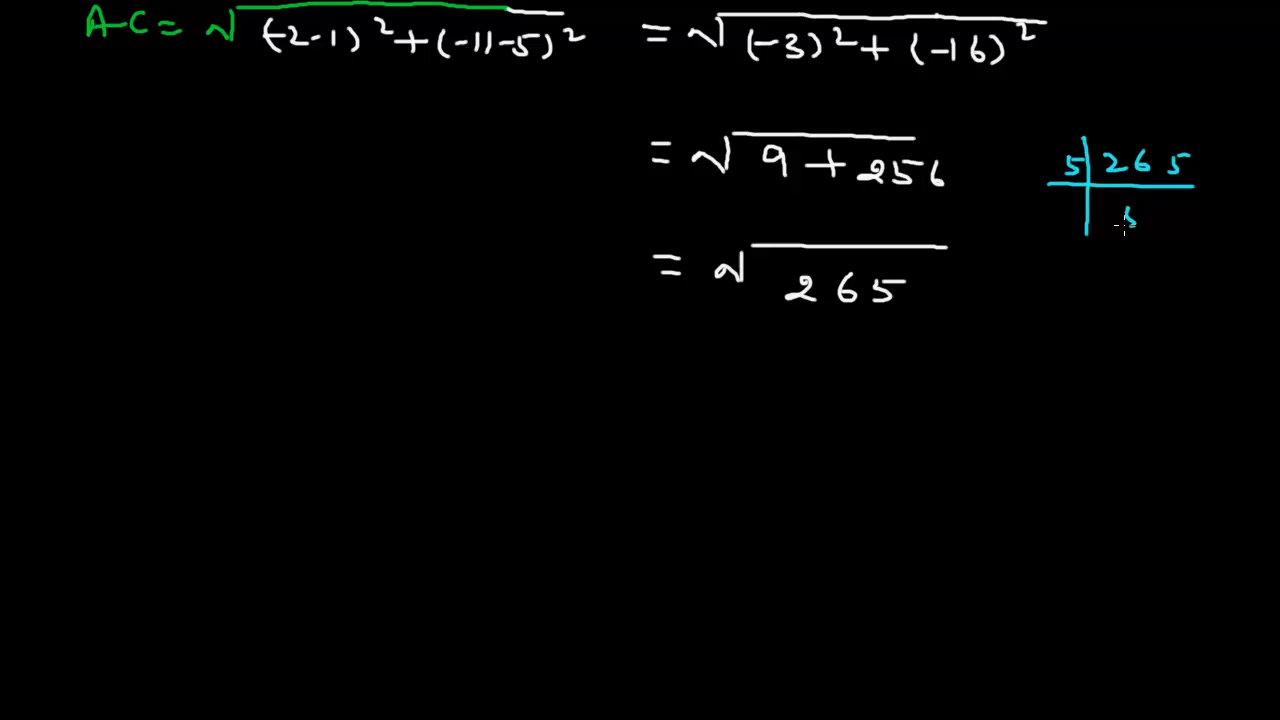 AC = √(-2-1)² + (-11-5)² = √(-3)² + (-16)²
= √9 + 256
5 | 265
= √265